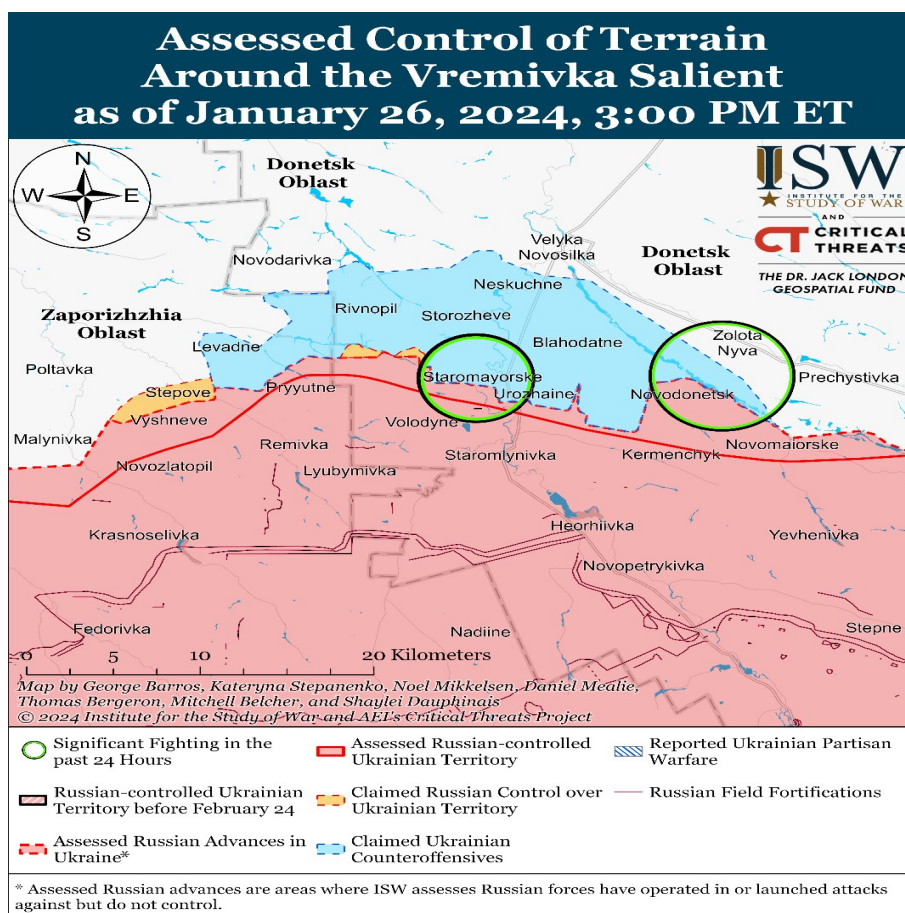 Assessed Control of Terrain
Around the Vremivka Salient
as of January 26, 2024, 3:00 PM ET
N
W E
S
Donetsk
Oblast
ISW
INSTITUTE FOR THE
STUDY OF WAR
AND
CT CRITICAL
THREATS
THE DR. JACK LONDON
GEOSPATIAL FUND
Velyka
Novosilka
Donetsk
Oblast
Novodarivka
Neskuchne
Rivnopil
Storozheve
Zaporizhzhia
Oblast
Levadne
Blahodatne
Zolota
Nyva
Poltavka
Staromayorske
Prechystivka
Stepove
Pryyutne
Urozhaine
Novodonetsk
Vyshneve
Volodyne
Malynivka
Remivka
Staromlynivka
Kermenchyk
Novomaiorske
Novozlatopil
Lyubymivka
Krasnoselivka
Heorhiivka
Yevhenivka
Novopetrykivka
Fedorivka
Nadiine
Stepne
0 5 10 20 Kilometers
Map by George Barros, Kateryna Stepanenko, Noel Mikkelsen, Daniel Mealie,
Thomas Bergeron, Mitchell Belcher, and Shaylei Dauphinais
© 2024 Institute for the Study of War and AEI's Critical Threats Project
Significant Fighting in the
past 24 Hours
Russian-controlled Ukrainian
Territory before February 24
Assessed Russian Advances in
Ukraine*
Assessed Russian-controlled
Ukrainian Territory
Claimed Russian Control over
Ukrainian Territory
Claimed Ukrainian
Counteroffensives
Reported Ukrainian Partisan
Warfare
Russian Field Fortifications
* Assessed Russian advances are areas where ISW assesses Russian forces have operated in or launched attacks
against but do not control.